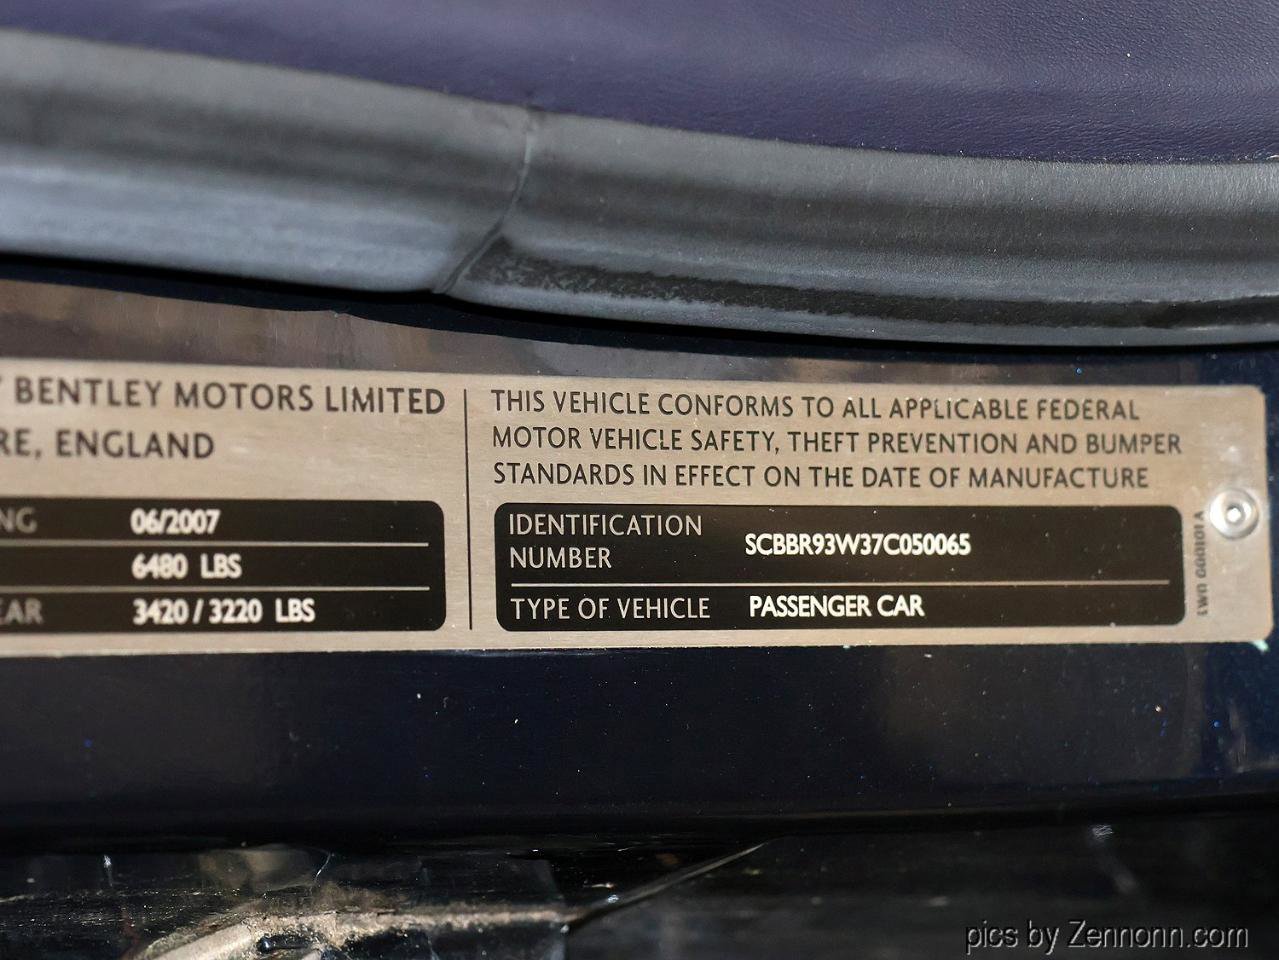 BENTLEY MOTORS LIMITED
RE, ENGLAND
NG 06/2007
6480 LBS
EAR 3420 / 3220 LBS
THIS VEHICLE CONFORMS TO ALL APPLICABLE FEDERAL
MOTOR VEHICLE SAFETY, THEFT PREVENTION AND BUMPER
STANDARDS IN EFFECT ON THE DATE OF MANUFACTURE
IDENTIFICATION
NUMBER SCBBR93W37C050065
TYPE OF VEHICLE PASSENGER CAR
pics by Zennonn.com